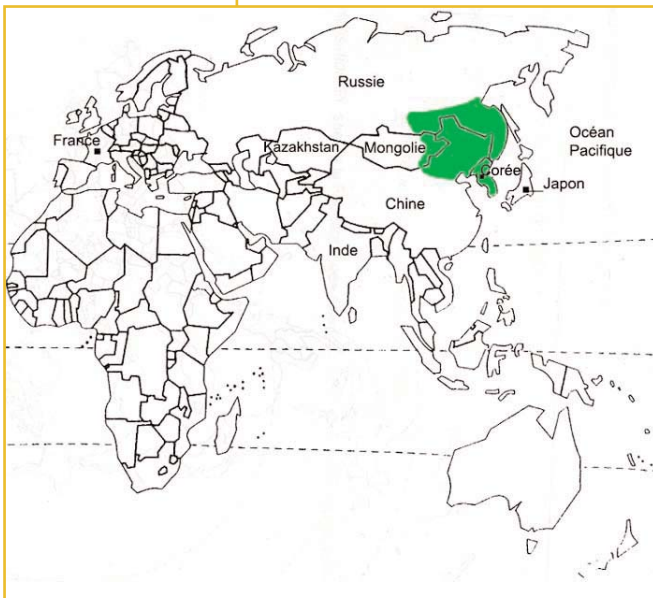 Russie
Océan
Pacifique
France
Kazakhstan
Mongolie
Corée
Japon
Chine
Inde